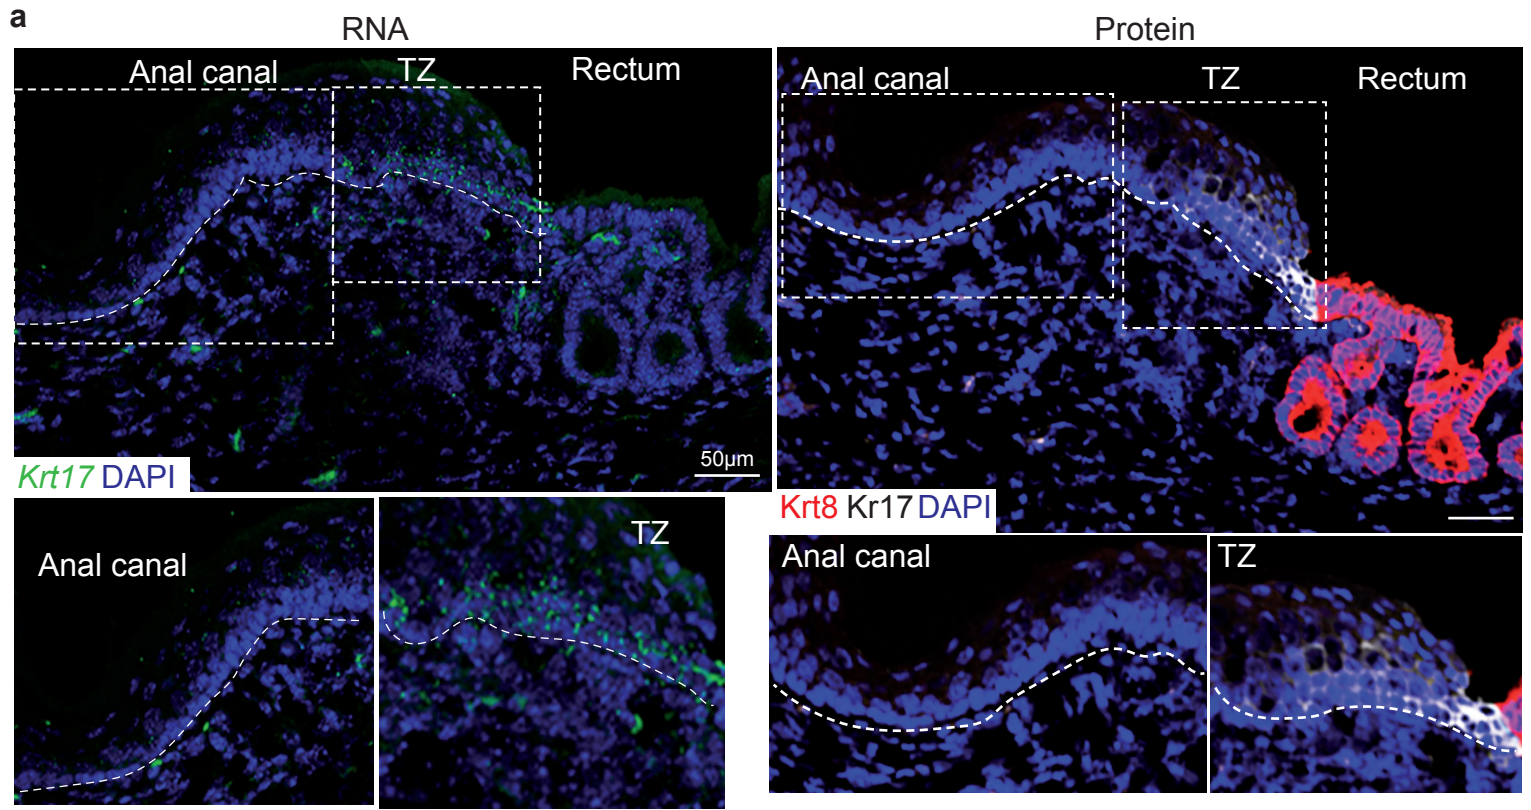 a
RNA
Protein
Anal canal
TZ
Rectum
Anal canal
TZ
Rectum
50µm
Krt17 DAPI
Krt8 Kr17 DAPI
Anal canal
TZ
Anal canal
TZ